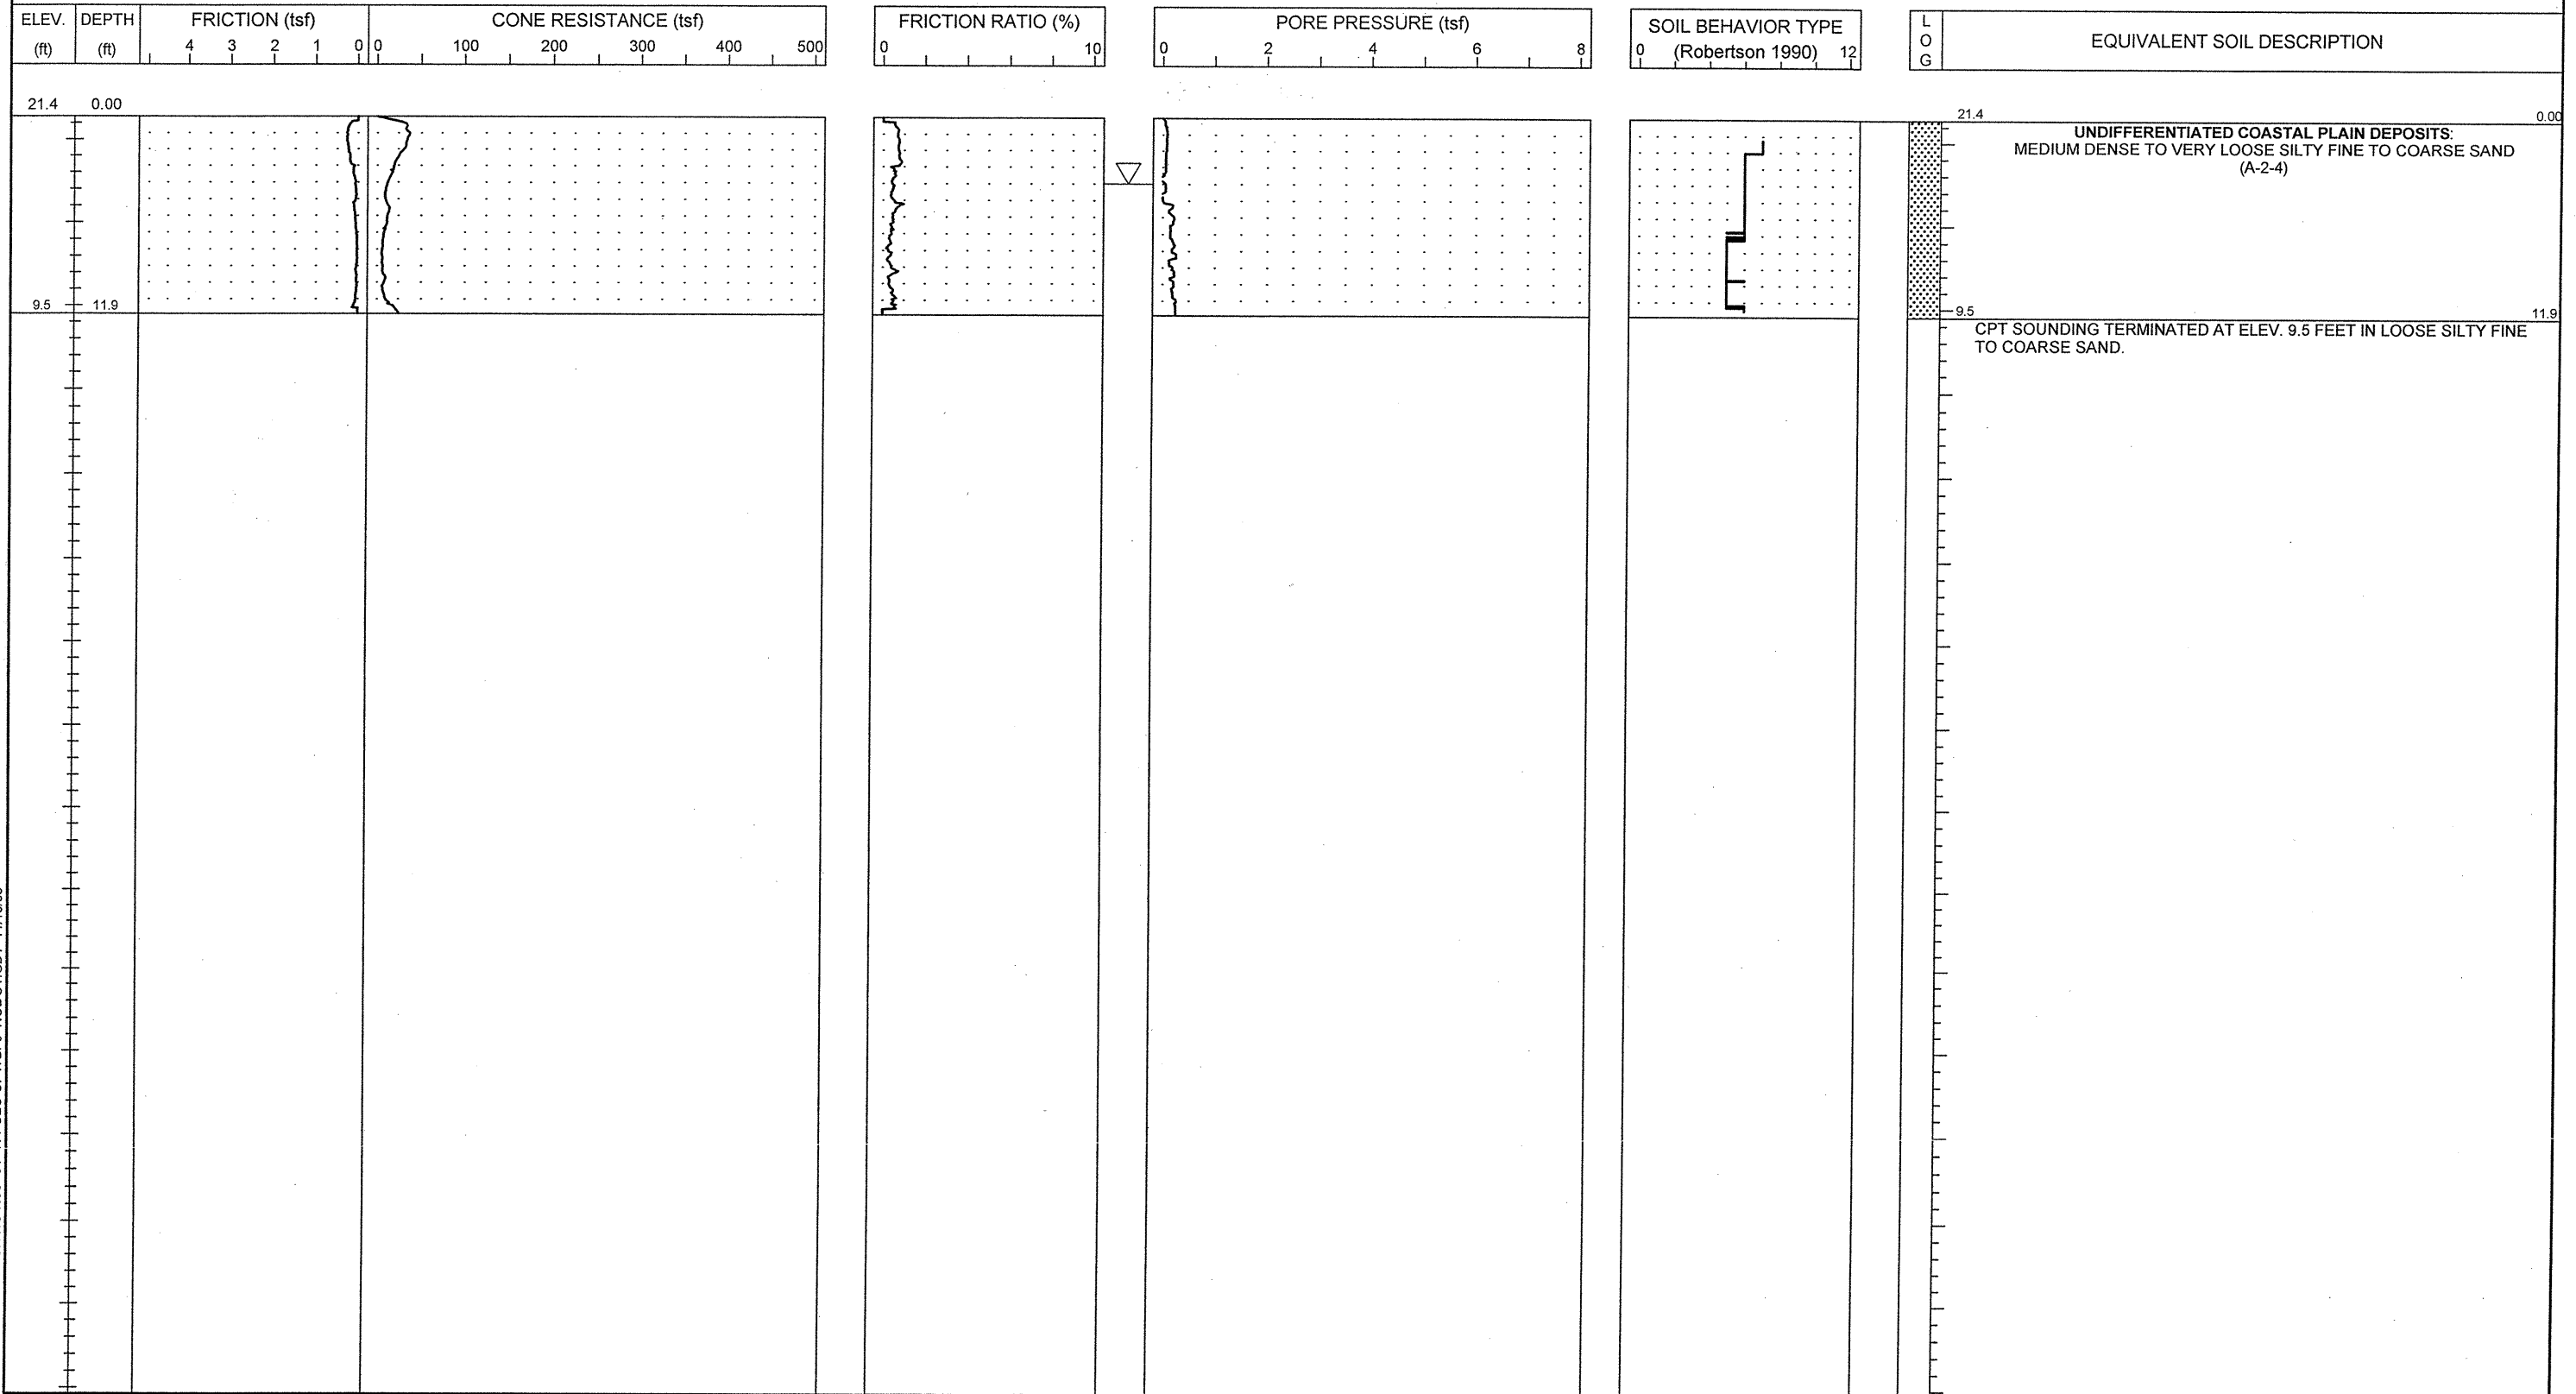 ELEV. DEPTH FRICTION (tsf) CONE RESISTANCE (tsf) FRICTION RATIO (%) PORE PRESSURE (tsf) SOIL BEHAVIOR TYPE LOG EQUIVALENT SOIL DESCRIPTION
(ft) (ft) 4 3 2 1 0 0 100 200 300 400 500 0 10 0 2 4 6 8 0 (Robertson 1990) 12
21.4 0.00 21.4 0.00
UNDIFFERENTIATED COASTAL PLAIN DEPOSITS:
MEDIUM DENSE TO VERY LOOSE SILTY FINE TO COARSE SAND
(A-2-4)
9.5 11.9 9.5 11.9
CPT SOUNDING TERMINATED AT ELEV. 9.5 FEET IN LOOSE SILTY FINE
TO COARSE SAND.